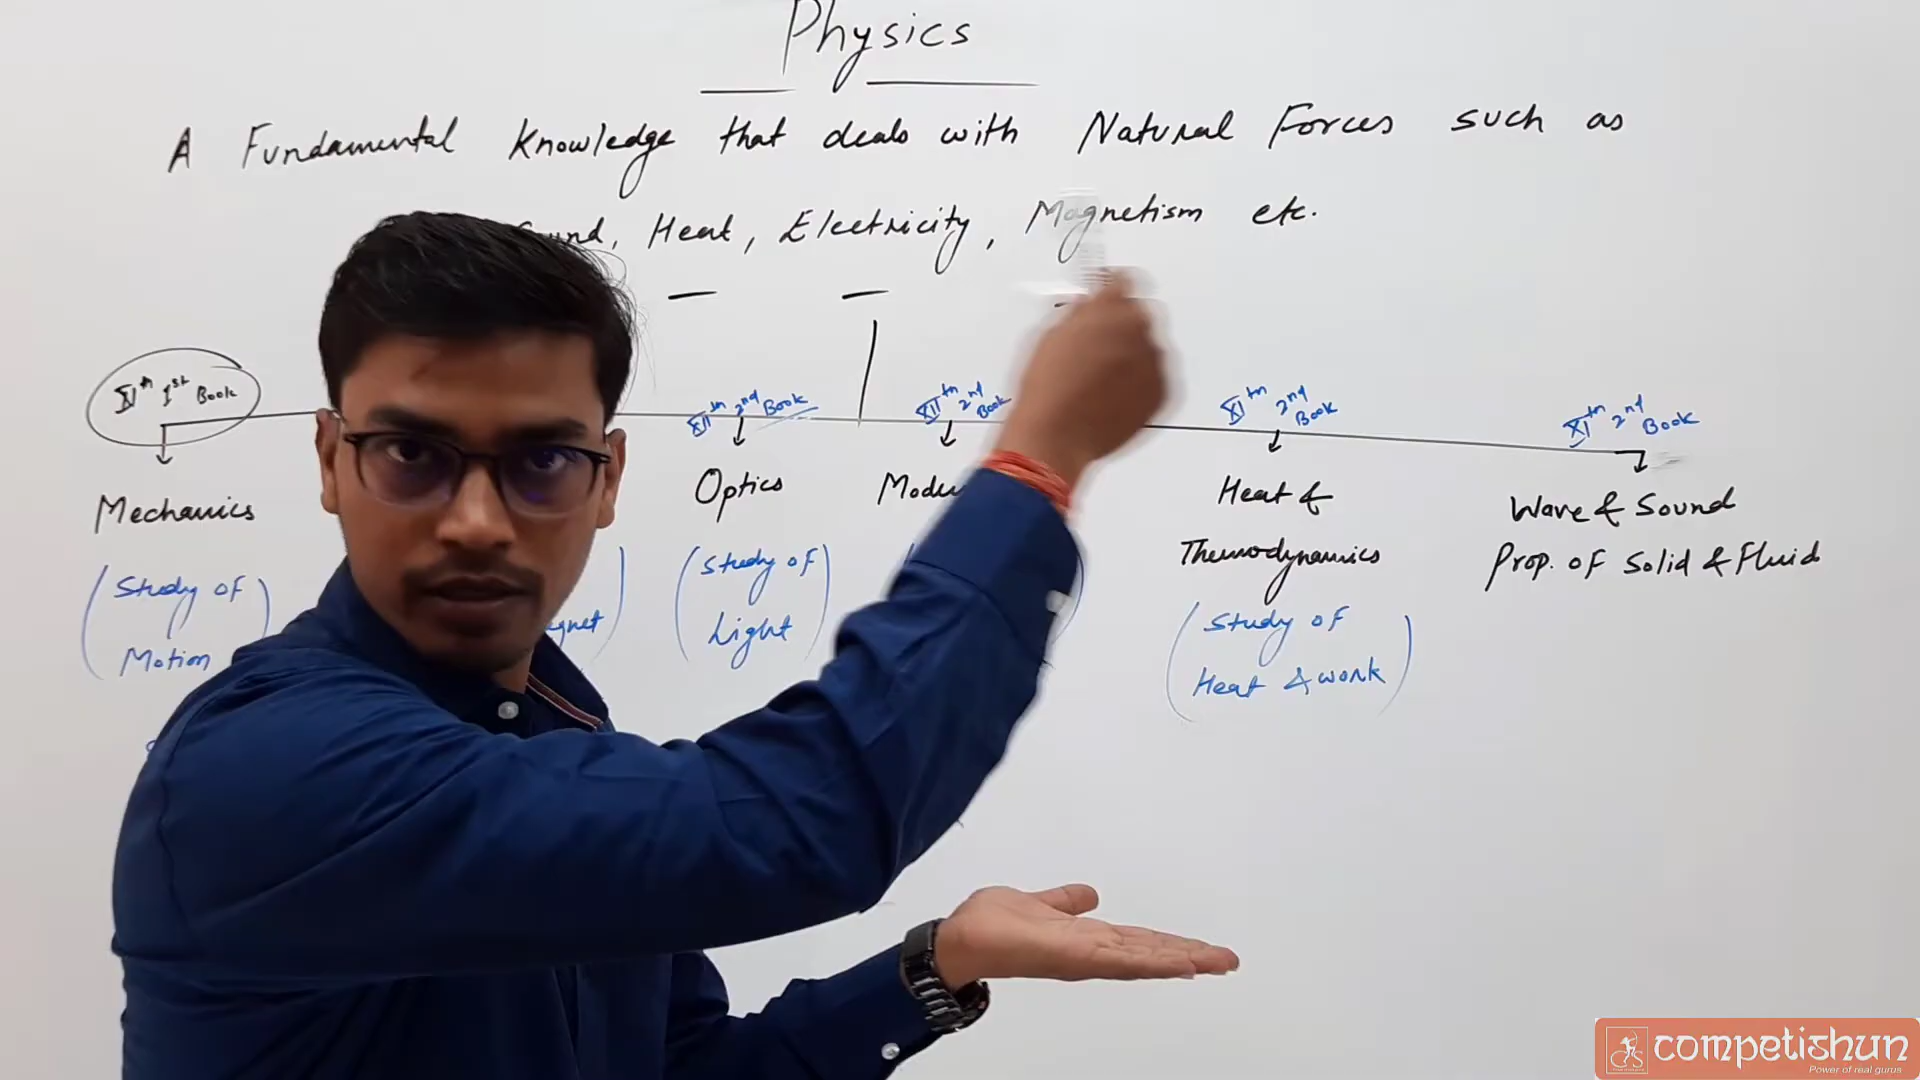 Physics
A Fundamental Knowledge that deals with Natural Forces such as
Heat, Electricity, Magnetism etc.
XIth 1st Book
XIIth 2nd Book
XIIth 2nd Book
XIth 2nd Book
XIth 2nd Book
Mechanics
Optics
Heat &
Thermodynamics
Wave & Sound
Prop. of Solid & Fluid
(Study of
Motion
(Study of
Light)
(Study of
Heat & work)
competishun
Power of real gurus